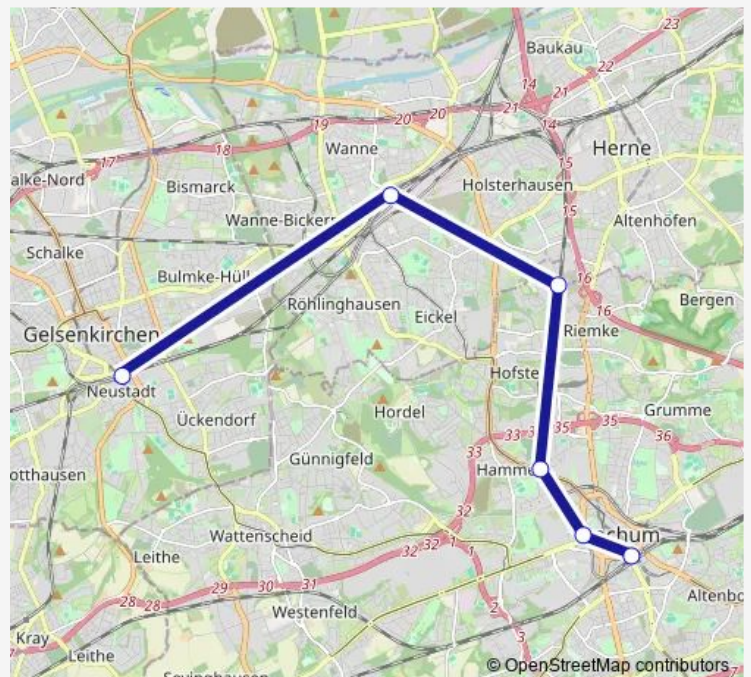 23
Baukau
22
14
21
21
20
20
14
19
Wanne
Herne
18
17
15
alke-Nord
Bismarck
Holsterhausen
15
Wanne-Bicker
Altenhöfen
Schalke
Bulmke-Hüll
16
Röhlinghausen
16
Bergen
Eickel
Gelsenkirchen
Riemke
Hofste
Neustadt
Hordel
Grumme
Ückendorf
33
35
35
36
33
Günnigfeld
Hamme
otthausen
32
Wattenscheid
chum
32
32
1
1
Leithe
31
30
29
28
28
Altenbo
2
Westenfeld
3
Kray
Leithe
© OpenStreetMap contributors